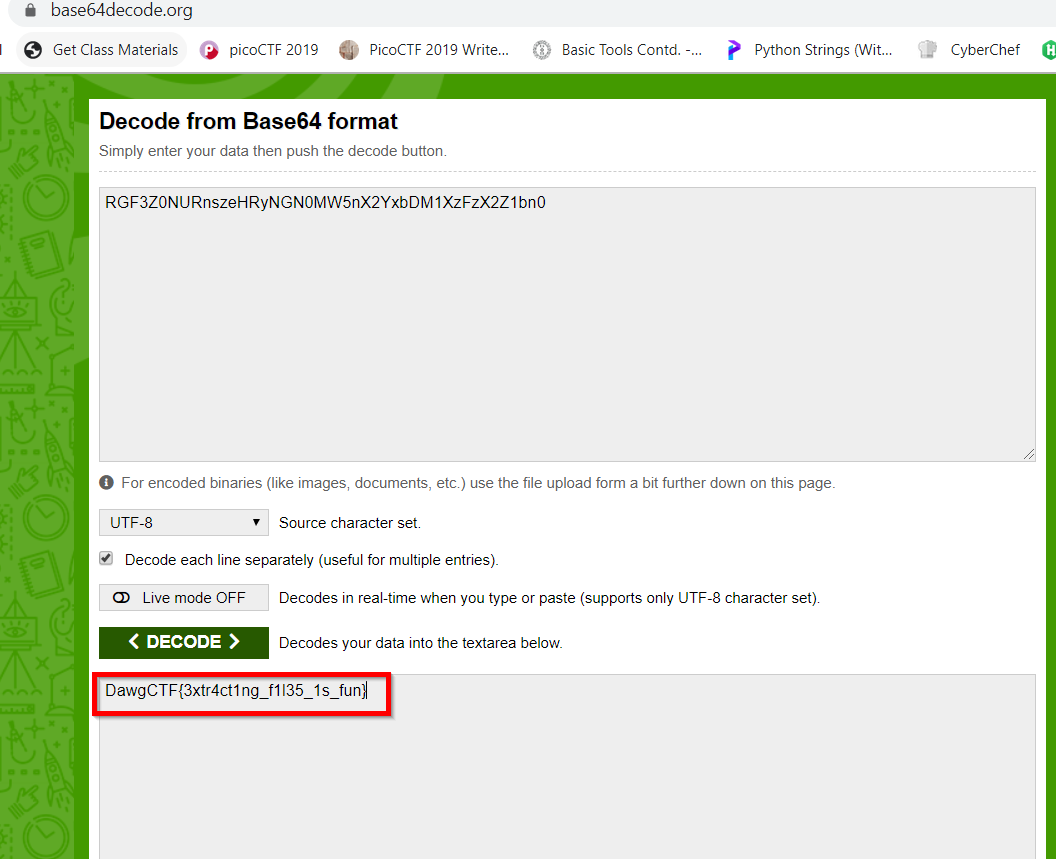 base64decode.org
Get Class Materials picoCTF 2019 PicoCTF 2019 Write... Basic Tools Contd. -... Python Strings (Wit... CyberChef
Decode from Base64 format
Simply enter your data then push the decode button.
RGF3Z0NURnszeHRyNGN0MW5nX2YxbDM1XzFzX2Z1bn0
For encoded binaries (like images, documents, etc.) use the file upload form a bit further down on this page.
UTF-8 Source character set.
Decode each line separately (useful for multiple entries).
Live mode OFF Decodes in real-time when you type or paste (supports only UTF-8 character set).
DECODE Decodes your data into the textarea below.
DawgCTF{3xtr4ct1ng_f1l35_1s_fun}